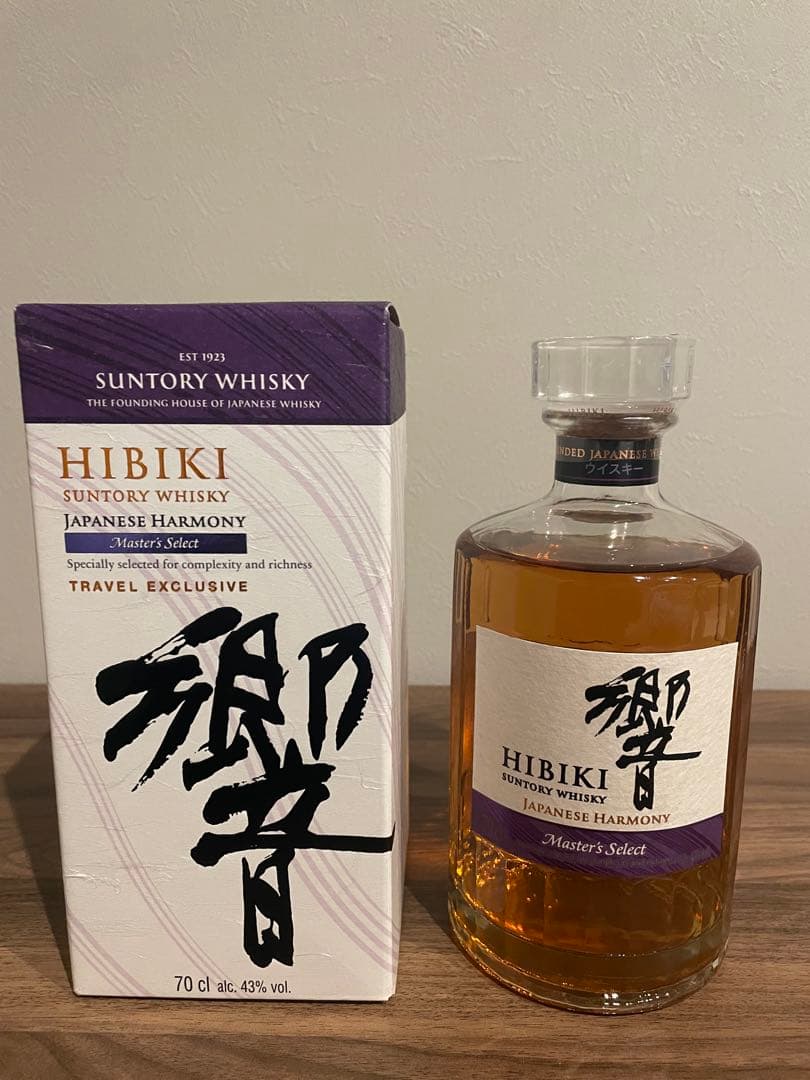 EST 1923
SUNTORY WHISKY
THE FOUNDING HOUSE OF JAPANESE WHISKY
HIBIKI
SUNTORY WHISKY
JAPANESE HARMONY
Master's Select
Specially selected for complexity and richness
TRAVEL EXCLUSIVE
響
70 cl alc. 43% vol.
HIBIKI
JAPANESE
ウイスキー
響
HIBIKI
SUNTORY WHISKY
JAPANESE HARMONY
Master's Select